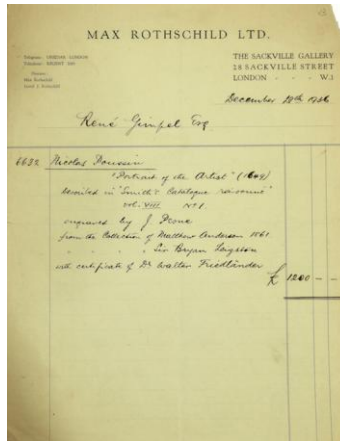 MAX ROTHSCHILD LTD.
THE SACKVILLE GALLERY
28 SACKVILLE STREET
LONDON - - - W.1
December 18th 1936
René Gimpel Esq
6632 Nicolas Poussin
"Portrait of the Artist" (1649)
Described in "Smith's Catalogue raisonné"
vol. VIII No 1
engraved by J Pesne
from the Collection of Matthew Anderson 1861
" " " " Sir Bryan Leighton
with certificate of Dr Walter Friedländer
£ 1200 - -